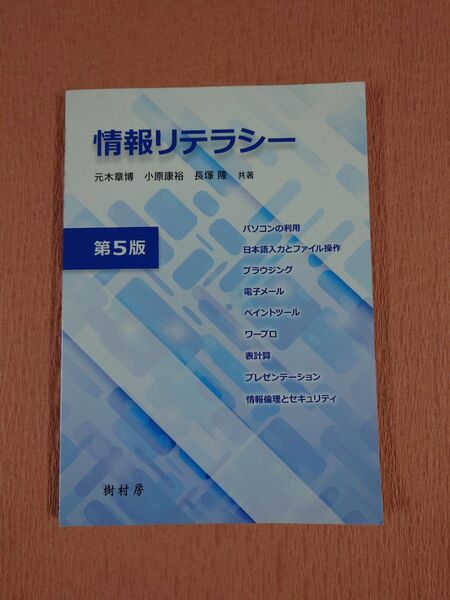 情報リテラシー
元木章博 小原康裕 長塚 隆 共著
第5版
パソコンの利用
日本語入力とファイル操作
ブラウジング
電子メール
ペイントツール
ワープロ
表計算
プレゼンテーション
情報倫理とセキュリティ
樹村房